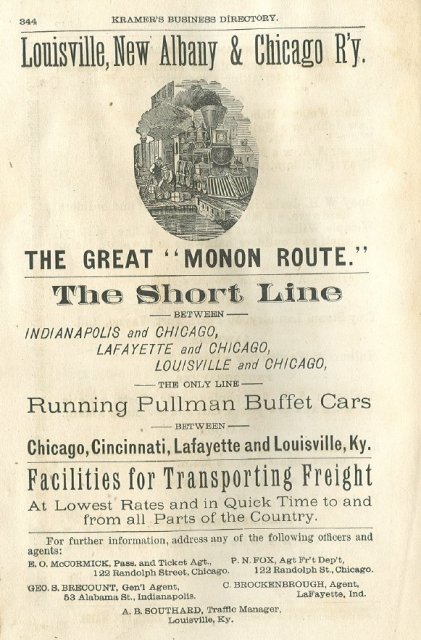 344 KRAMER'S BUSINESS DIRECTORY.
Louisville, New Albany & Chicago R'y.
THE GREAT "MONON ROUTE."
The Short Line
BETWEEN
INDIANAPOLIS and CHICAGO,
LAFAYETTE and CHICAGO,
LOUISVILLE and CHICAGO,
THE ONLY LINE
Running Pullman Buffet Cars
BETWEEN
Chicago, Cincinnati, Lafayette and Louisville, Ky.
Facilities for Transporting Freight
At Lowest Rates and in Quick Time to and
from all Parts of the Country.
For further information, address any of the following officers and
agents:
E. O. McCORMICK, Pass. and Ticket Agt.,
122 Randolph Street, Chicago.
P. N. FOX, Agt Fr't Dep't,
122 Randolph St., Chicago.
GEO. S. BRECOUNT, Gen'l Agent,
53 Alabama St., Indianapolis.
C. BROCKENBROUGH, Agent,
LaFayette, Ind.
A. B. SOUTHARD, Traffic Manager,
Louisville, Ky.